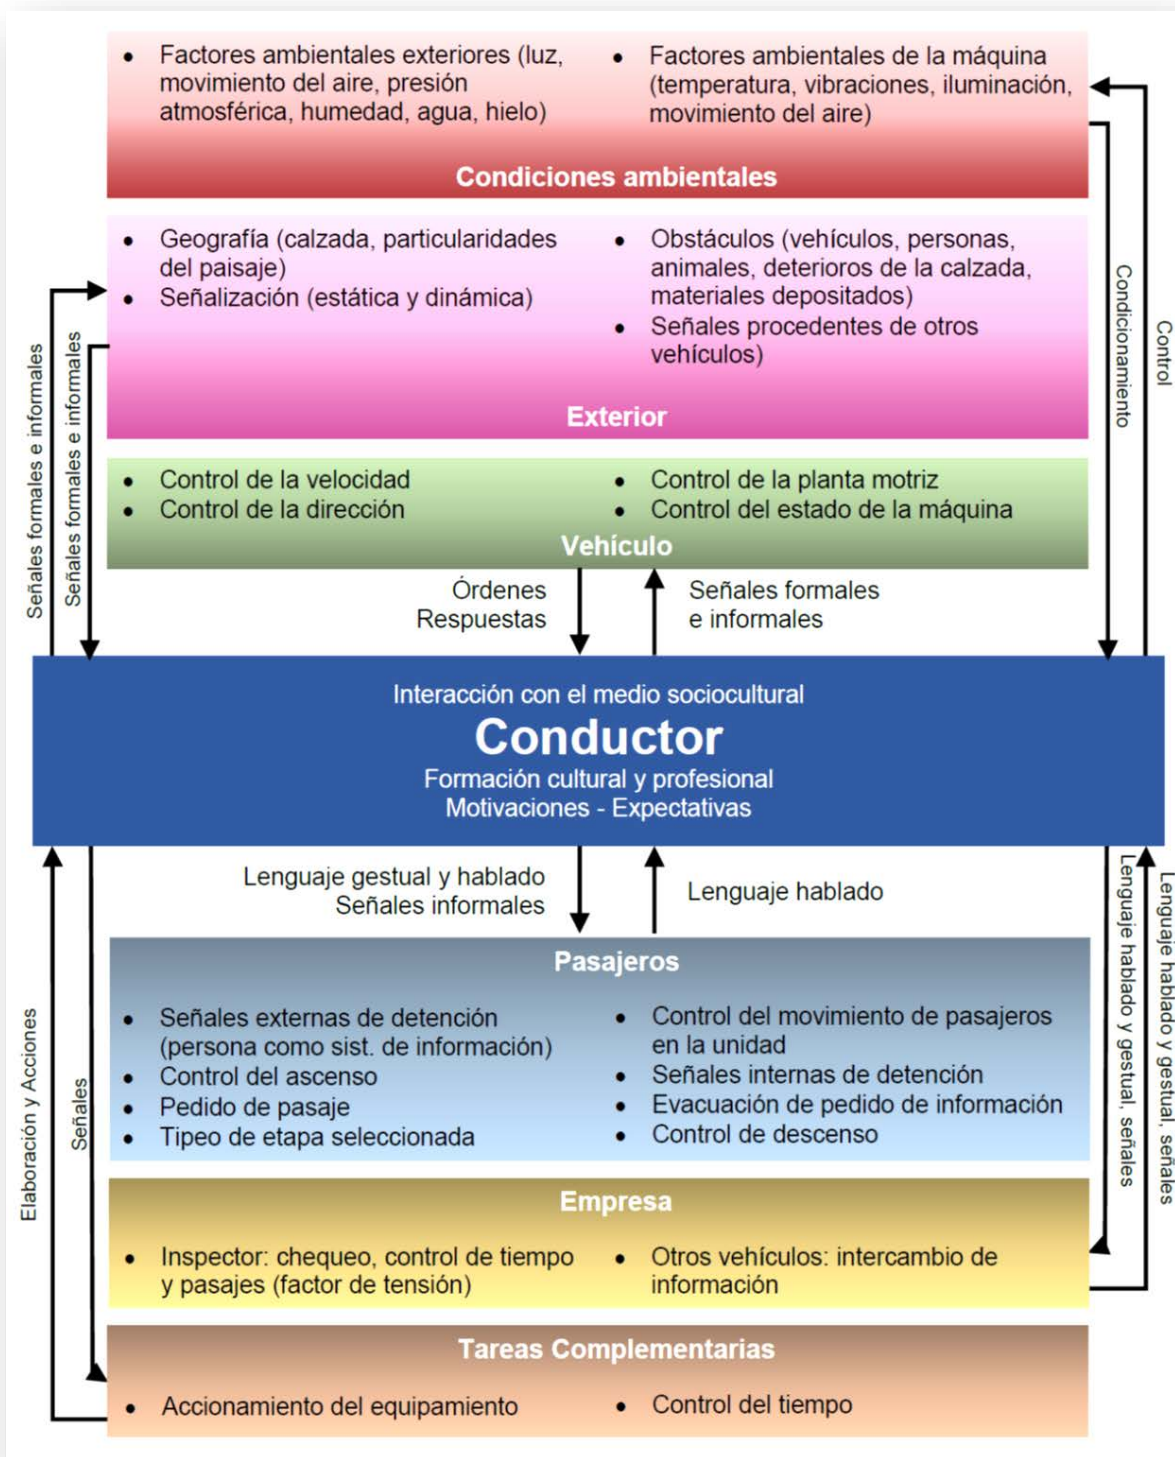 • Factores ambientales exteriores (luz,
movimiento del aire, presión
atmosférica, humedad, agua, hielo)
• Factores ambientales de la máquina
(temperatura, vibraciones, iluminación,
movimiento del aire)
Condiciones ambientales
• Geografía (calzada, particularidades
del paisaje)
• Señalización (estática y dinámica)
• Obstáculos (vehículos, personas,
animales, deterioros de la calzada,
materiales depositados)
• Señales procedentes de otros
vehículos)
Exterior
• Control de la velocidad
• Control de la dirección
• Control de la planta motriz
• Control del estado de la máquina
Vehículo
Señales formales e informales
Señales formales e informales
Condicionamiento
Control
Órdenes
Respuestas
Señales formales
e informales
Interacción con el medio sociocultural
Conductor
Formación cultural y profesional
Motivaciones - Expectativas
Lenguaje gestual y hablado
Señales informales
Lenguaje hablado
Pasajeros
• Señales externas de detención
(persona como sist. de información)
• Control del ascenso
• Pedido de pasaje
• Tipeo de etapa seleccionada
• Control del movimiento de pasajeros
en la unidad
• Señales internas de detención
• Evacuación de pedido de información
• Control de descenso
Elaboración y Acciones
Señales
Lenguaje hablado y gestual, señales
Lenguaje hablado y gestual, señales
Empresa
• Inspector: chequeo, control de tiempo
y pasajes (factor de tensión)
• Otros vehículos: intercambio de
información
Tareas Complementarias
• Accionamiento del equipamiento
• Control del tiempo